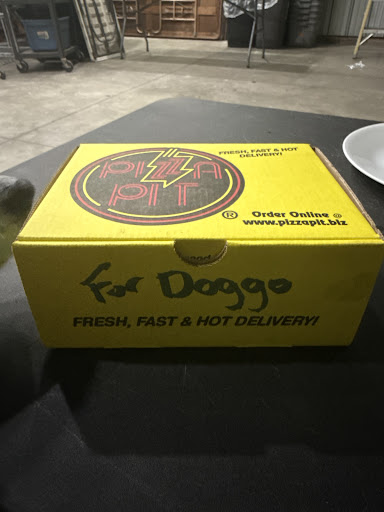 PIZZA
PIT
®
FRESH, FAST & HOT
DELIVERY!
Order Online @
www.pizzapit.biz
For Doggo
FRESH, FAST & HOT DELIVERY!